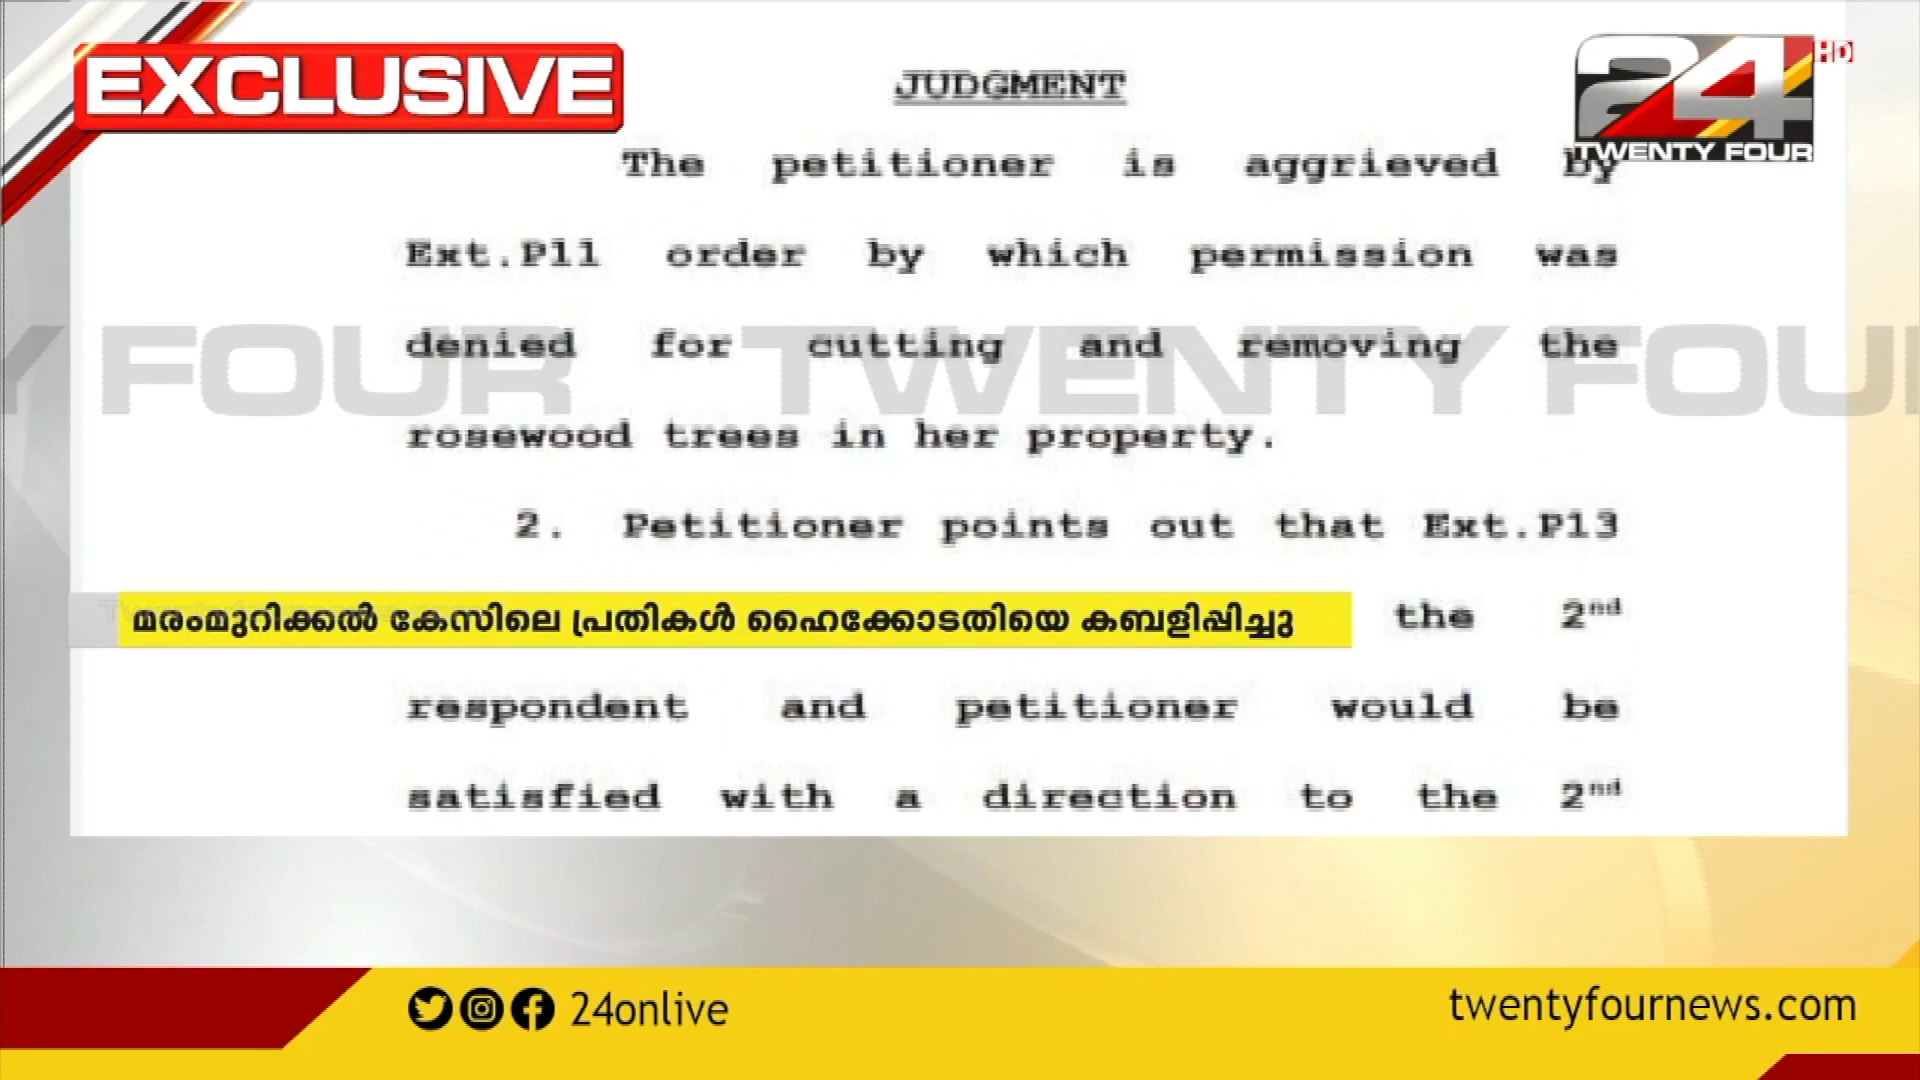 EXCLUSIVE
24 HD
TWENTY FOUR
JUDGMENT
The petitioner is aggrieved by
Ext.P11 order by which permission was
denied for cutting and removing the
FOUR TWENTY FOUR
rosewood trees in her property.
2. Petitioner points out that Ext.P13
മരംമുറിക്കൽ കേസിലെ പ്രതികൾ ഹൈക്കോടതിയെ കബളിപ്പിച്ചു
the 2nd
respondent and petitioner would be
satisfied with a direction to the 2nd
24onlive
twentyfournews.com